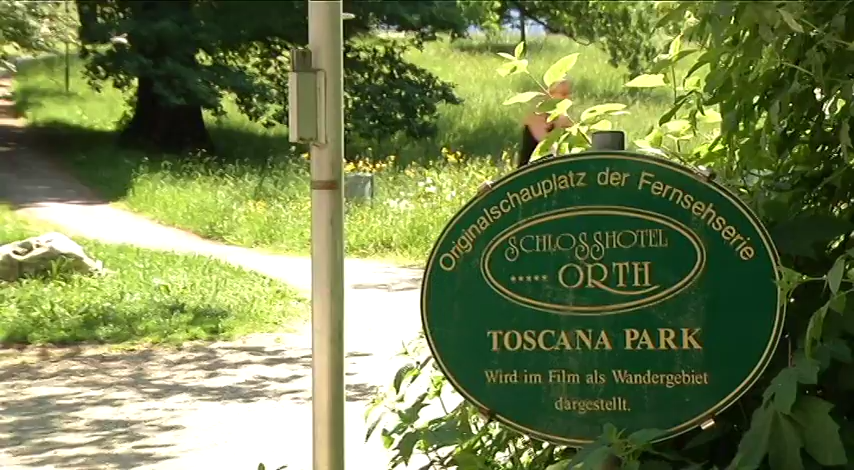 Originalschauplatz der Fernsehserie
SCHLOSSHOTEL
***** ORTH
TOSCANA PARK
Wird im Film als Wandergebiet
dargestellt.